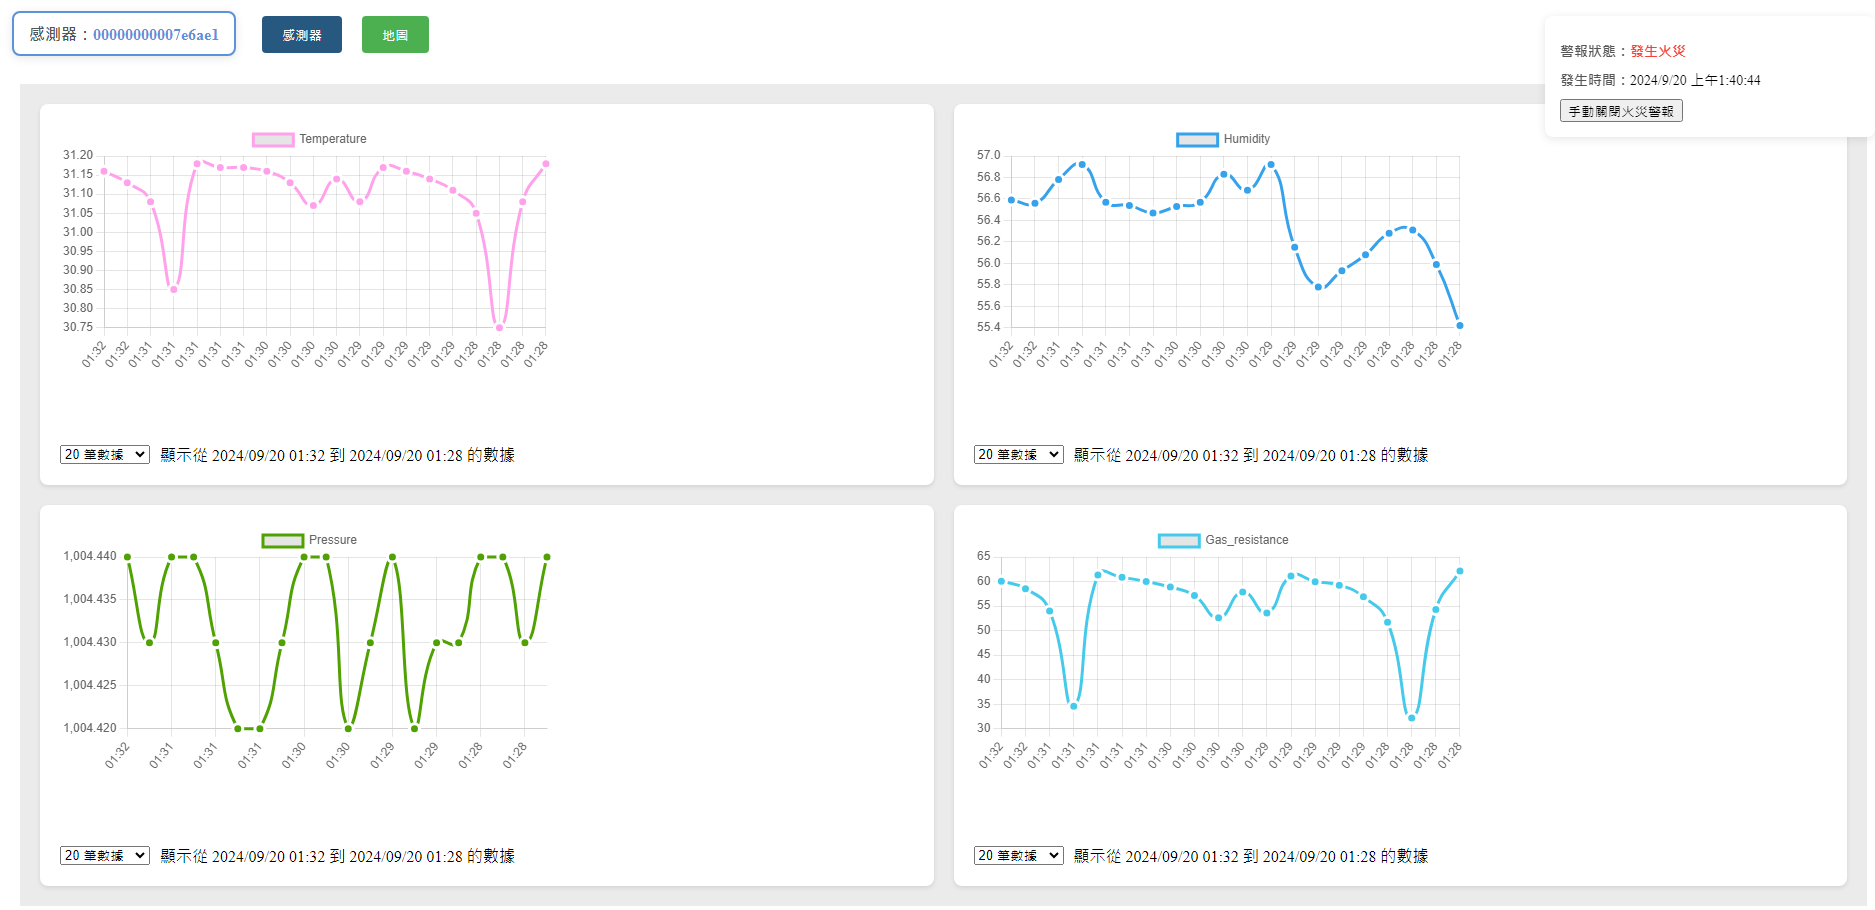 感測器：00000000007e6ae1
感測器
地圖
警報狀態：發生火災
發生時間：2024/9/20 上午1:40:44
手動關閉火災警報
Temperature
31.20
31.15
31.10
31.05
31.00
30.95
30.90
30.85
30.80
30.75
01:32 01:32 01:31 01:31 01:31 01:31 01:31 01:30 01:30 01:30 01:30 01:29 01:29 01:29 01:29 01:29 01:28 01:28 01:28 01:28
20 筆數據 顯示從 2024/09/20 01:32 到 2024/09/20 01:28 的數據
Humidity
57.0
56.8
56.6
56.4
56.2
56.0
55.8
55.6
55.4
01:32 01:32 01:31 01:31 01:31 01:31 01:31 01:30 01:30 01:30 01:30 01:29 01:29 01:29 01:29 01:29 01:28 01:28 01:28 01:28
20 筆數據 顯示從 2024/09/20 01:32 到 2024/09/20 01:28 的數據
Pressure
1,004.440
1,004.435
1,004.430
1,004.425
1,004.420
01:32 01:31 01:31 01:31 01:30 01:30 01:29 01:29 01:28 01:28
20 筆數據 顯示從 2024/09/20 01:32 到 2024/09/20 01:28 的數據
Gas_resistance
65
60
55
50
45
40
35
30
01:32 01:32 01:31 01:31 01:31 01:31 01:31 01:30 01:30 01:30 01:30 01:29 01:29 01:29 01:29 01:29 01:28 01:28 01:28 01:28
20 筆數據 顯示從 2024/09/20 01:32 到 2024/09/20 01:28 的數據